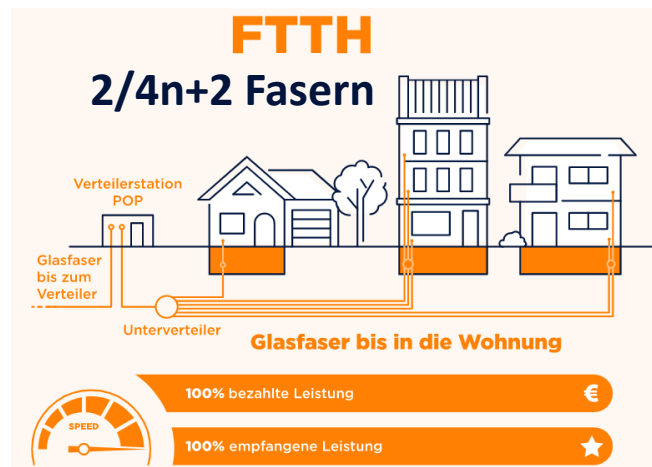 FTTH
2/4n+2 Fasern
Verteilerstation
POP
Glasfaser
bis zum
Verteiler
Unterverteiler
Glasfaser bis in die Wohnung
100% bezahlte Leistung
€
SPEED
100% empfangene Leistung